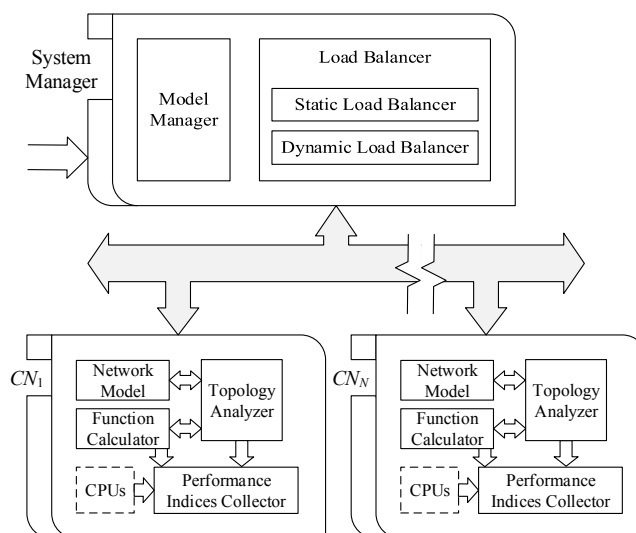 System
Manager
Model
Manager
Load Balancer
Static Load Balancer
Dynamic Load Balancer
CN1
Network
Model
Function
Calculator
Topology
Analyzer
CPUs
Performance
Indices Collector
CNN
Network
Model
Function
Calculator
Topology
Analyzer
CPUs
Performance
Indices Collector